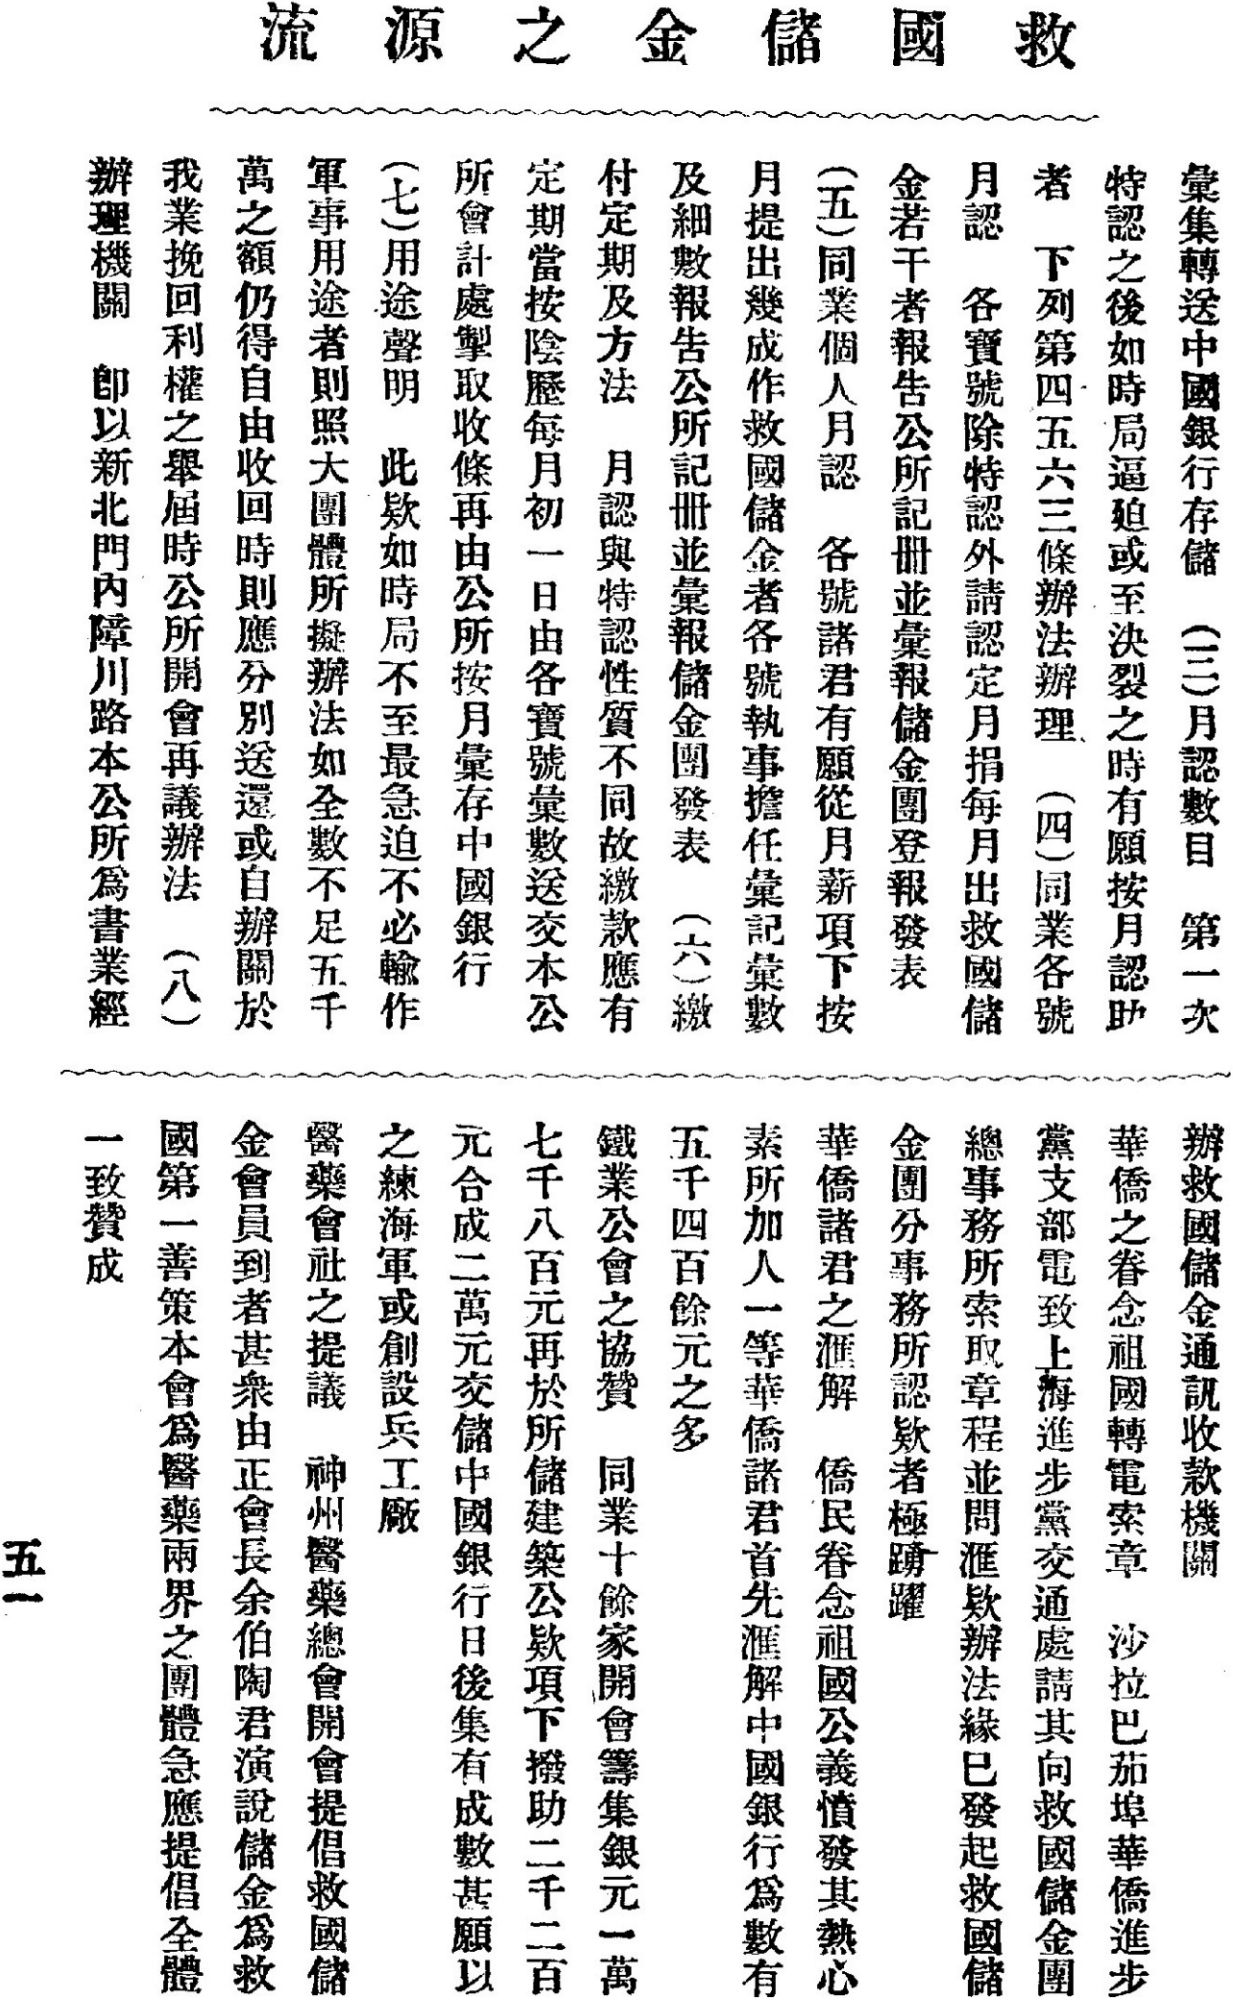 救國儲金之源流
彙集轉送中國銀行存儲　（三）月認數目　第一次
特認之後如時局逼廹或至決裂之時有願按月認助
者　下列第四五六三條辦法辦理　（四）同業各號
月認　各寶號除特認外請認定月捐每月出救國儲
金若干者報告公所記冊並彙報儲金團登報發表
（五）同業個人月認　各號諸君有願從月薪項下按
月提出幾成作救國儲金者各號執事擔任彙記彙數
及細數報告公所記冊並彙報儲金團發表　（六）繳
付定期及方法　月認與特認性質不同故繳款應有
定期當按陰歷每月初一日由各寶號彙數送交本公
所會計處掣取收條再由公所按月彙存中國銀行
（七）用途聲明　此欵如時局不至最急迫不必輸作
軍事用途者則照大團體所擬辦法如全數不足五千
萬之額仍得自由收回時則應分別送還或自辦關於
我業挽回利權之舉屆時公所開會再議辦法　（八）
辦理機關　卽以新北門內障川路本公所爲書業經
辦救國儲金通訊收款機關
華僑之眷念祖國轉電索章　沙拉巴茄埠華僑進步
黨支部電致上海進步黨交通處請其向救國儲金團
總事務所索取章程並問滙欵辦法緣巳發起救國儲
金團分事務所認欵者極踴躍
華僑諸君之滙解　僑民眷念祖國公義憤發其熱心
素所加人一等華僑諸君首先滙解中國銀行爲數有
五千四百餘元之多
鐵業公會之協贊　同業十餘家開會籌集銀元一萬
七千八百元再於所儲建築公欵項下撥助二千二百
元合成二萬元交儲中國銀行日後集有成數甚願以
之練海軍或創設兵工廠
醫藥會社之提議　神州醫藥總會開會提倡救國儲
金會員到者甚衆由正會長余伯陶君演說儲金爲救
國第一善策本會爲醫藥兩界之團體急應提倡全體
一致贊成
五一